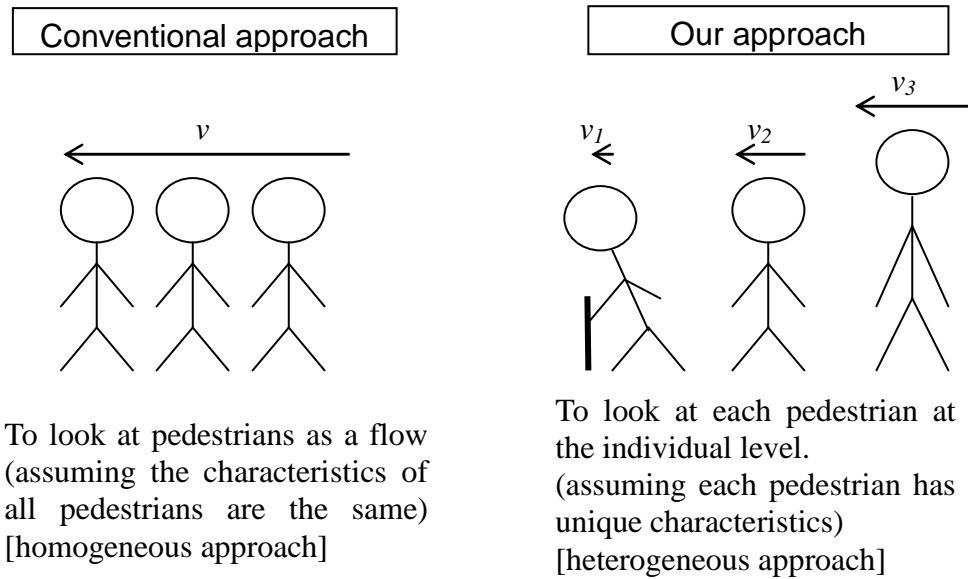 Conventional approach
v
To look at pedestrians as a flow
(assuming the characteristics of
all pedestrians are the same)
[homogeneous approach]
Our approach
v1
v2
v3
To look at each pedestrian at
the individual level.
(assuming each pedestrian has
unique characteristics)
[heterogeneous approach]